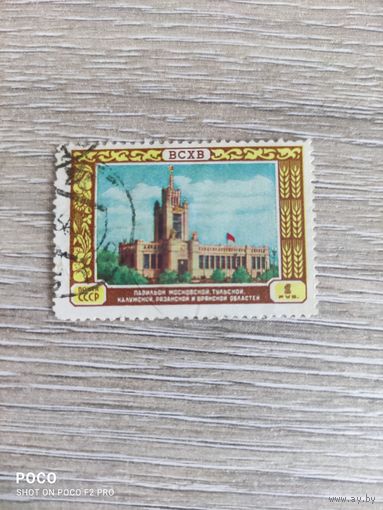 ВСХВ
ПАВИЛЬОН МОСКОВСКОЙ, ТУЛЬСКОЙ,
КАЛУЖСКОЙ, РЯЗАНСКОЙ И БРЯНСКОЙ ОБЛАСТЕЙ
ПОЧТА
СССР
1
РУБ.
POCO
SHOT ON POCO F2 PRO
www.ay.by